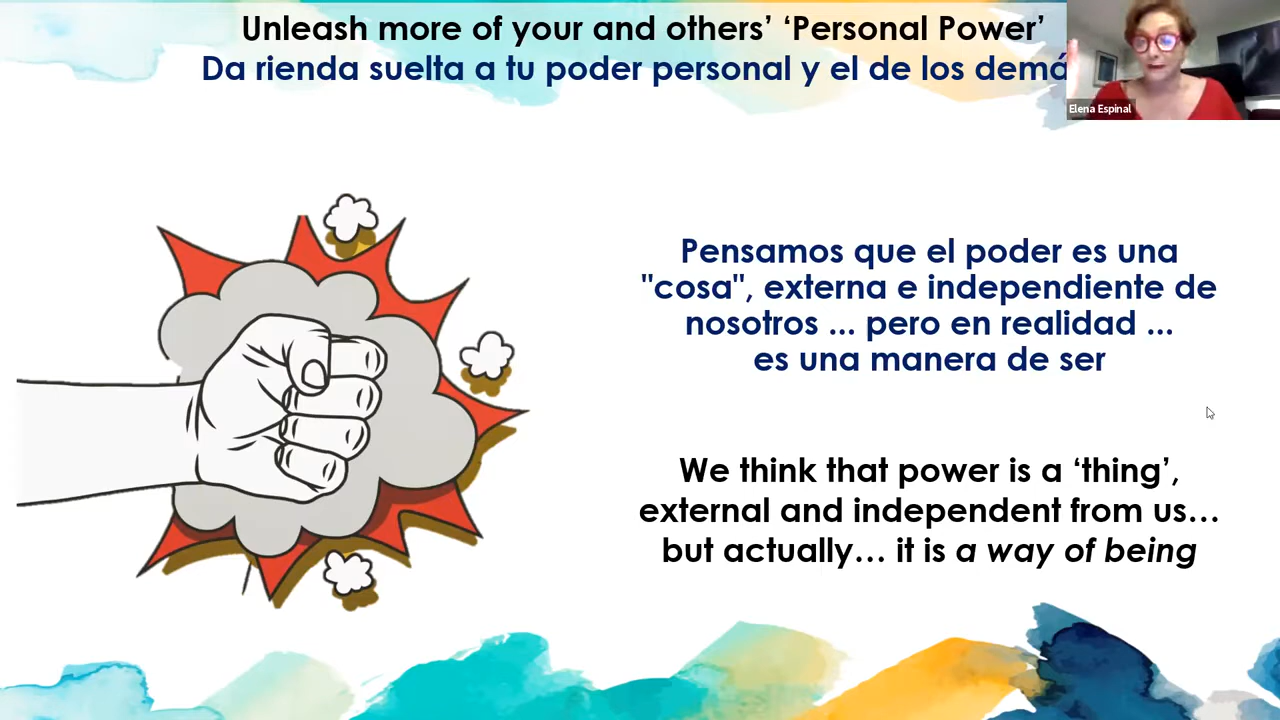 Unleash more of your and others’ ‘Personal Power’
Da rienda suelta a tu poder personal y el de los demá
Elena Espinal
Pensamos que el poder es una
"cosa", externa e independiente de
nosotros ... pero en realidad ...
es una manera de ser
We think that power is a ‘thing’,
external and independent from us…
but actually… it is a way of being